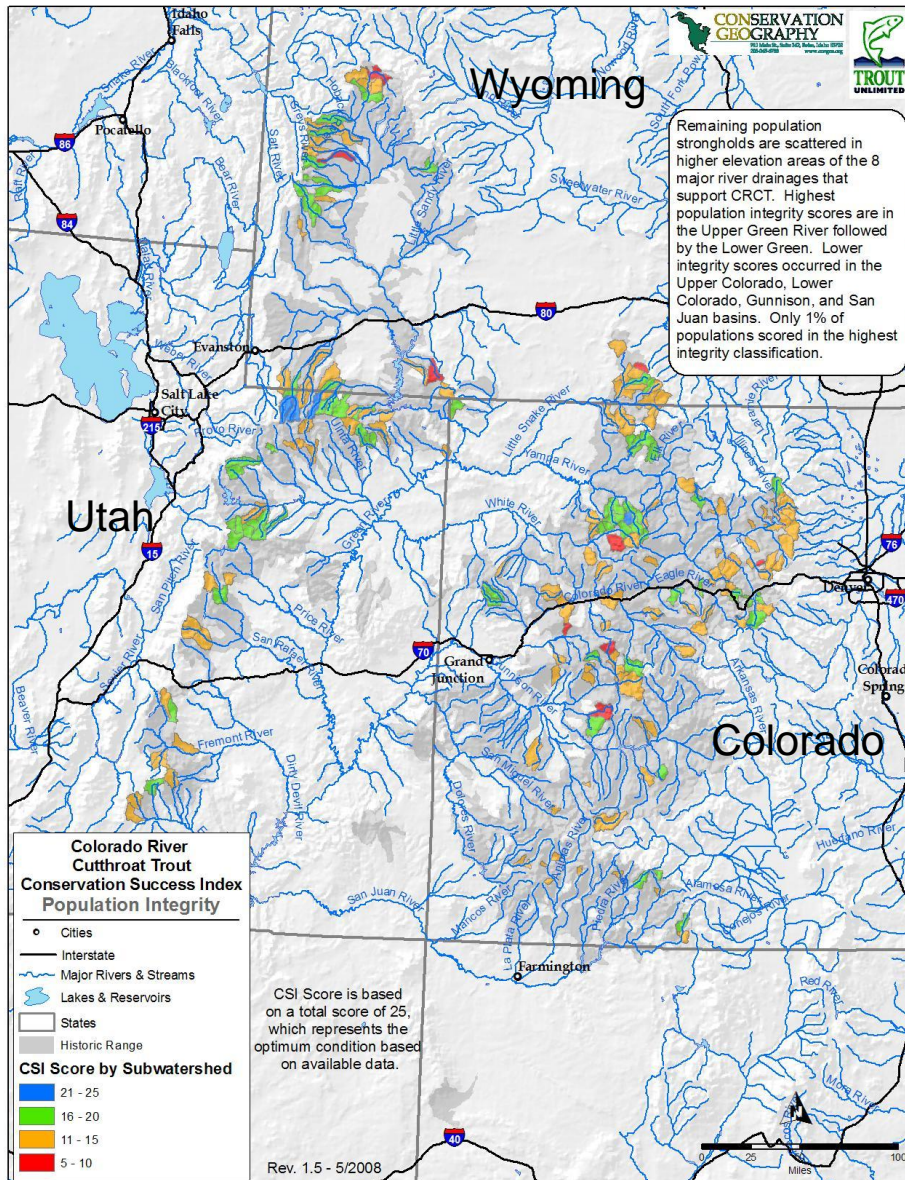 Idaho
Falls
CONSERVATION
GEOGRAPHY
TROUT
UNLIMITED
Wyoming
Snake River
Blackfoot River
Pocatello
86
Raft River
Bear River
Salt River
Greys River
84
Malad River
Little Sandy River
Sweetwater River
Remaining population
strongholds are scattered in
higher elevation areas of the 8
major river drainages that
support CRCT. Highest
population integrity scores are in
the Upper Green River followed
by the Lower Green. Lower
integrity scores occurred in the
Upper Colorado, Lower
Colorado, Gunnison, and San
Juan basins. Only 1% of
populations scored in the highest
integrity classification.
80
Evanston
Weber River
Salt Lake
City
215
Provo River
Uinta River
Little Snake River
Yampa River
Elk River
Illinois River
White River
Green River
Utah
15
San Pitch River
Price River
San Rafael River
Sevier River
Beaver River
70
Grand
Junction
Colorado River
Eagle River
76
Denver
470
Gunnison River
Arkansas River
Colorado
Spring
Colorado
Fremont River
Dirty Devil River
San Miguel River
Dolores River
Animas River
Huerfano River
San Juan River
Mancos River
La Plata River
Piedra River
Alamosa River
Conejos River
Farmington
Red River
Mora River
Colorado River
Cutthroat Trout
Conservation Success Index
Population Integrity
Cities
Interstate
Major Rivers & Streams
Lakes & Reservoirs
States
Historic Range
CSI Score by Subwatershed
21 - 25
16 - 20
11 - 15
5 - 10
CSI Score is based
on a total score of 25,
which represents the
optimum condition based
on available data.
Rev. 1.5 - 5/2008
40
N
0 25 50 100
Miles